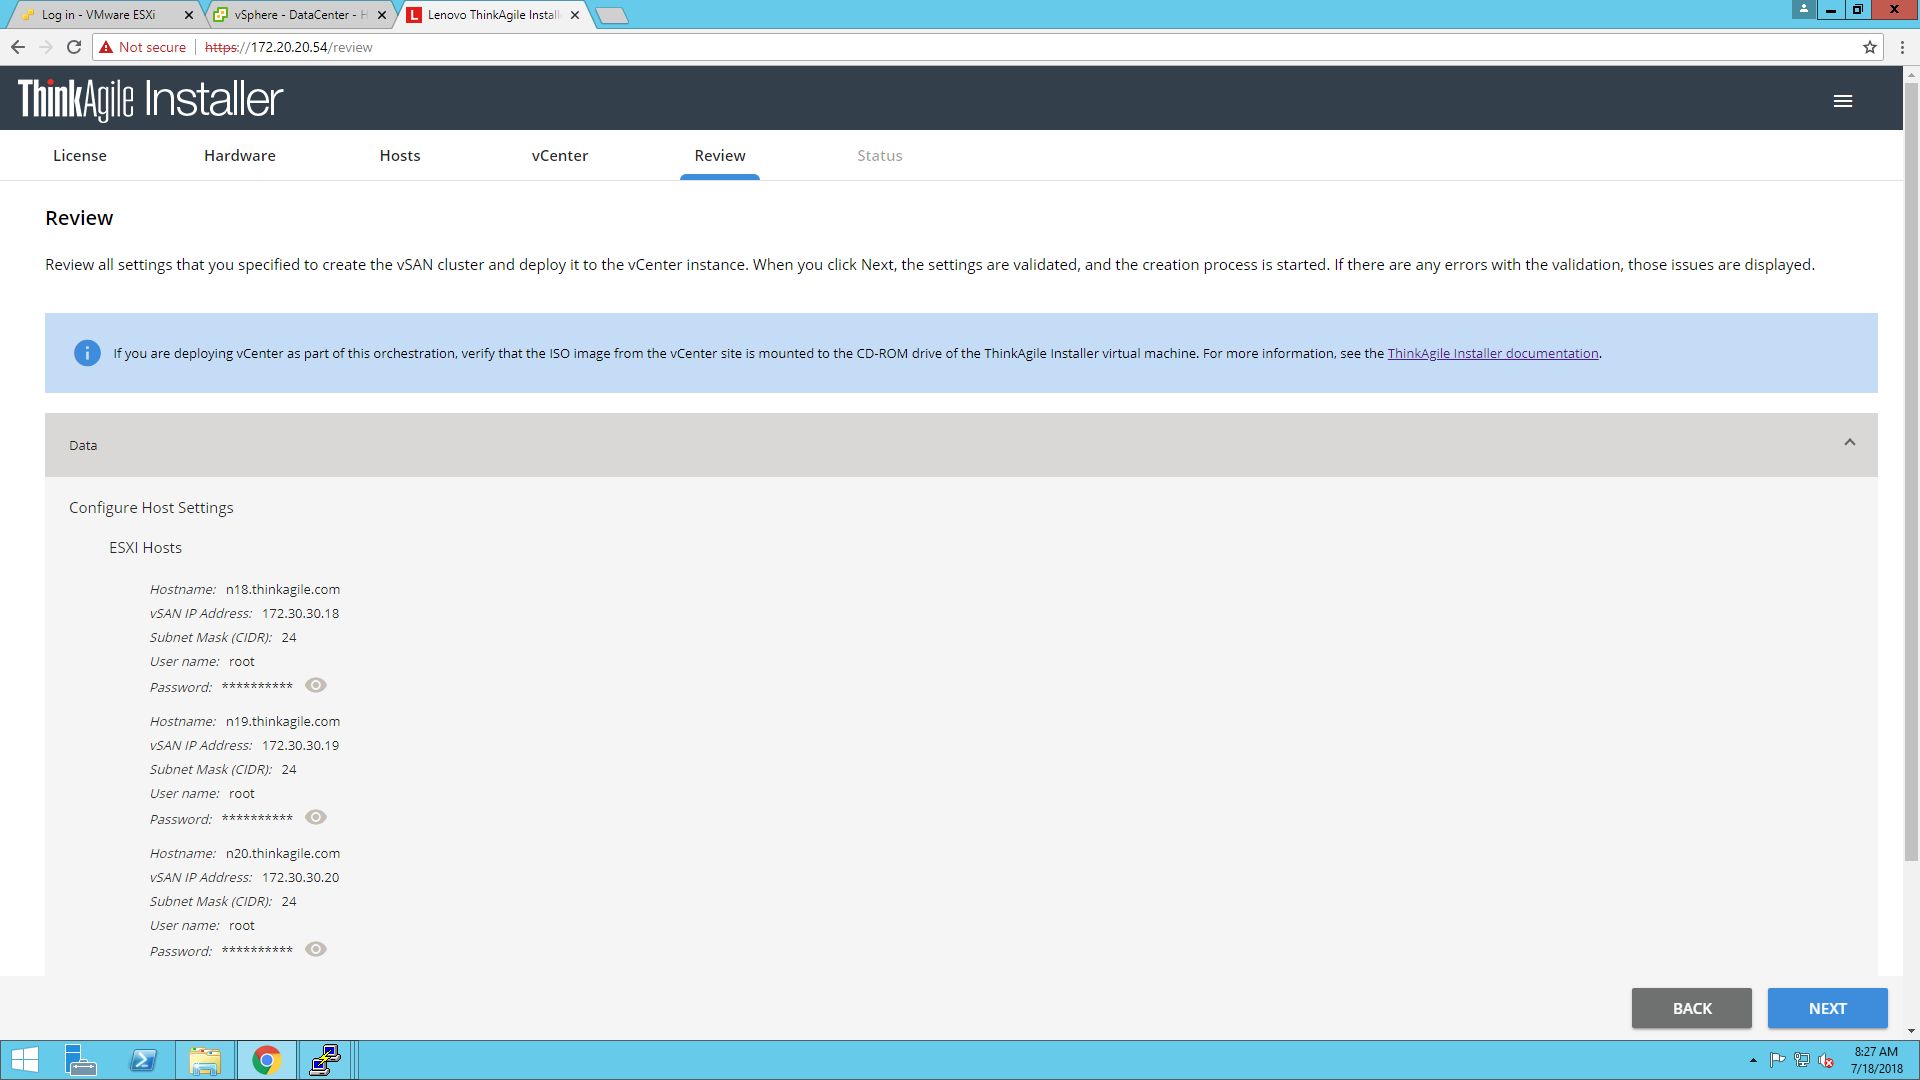 Log in - VMware ESXi
vSphere - DataCenter - H
Lenovo ThinkAgile Install
Not secure
https://172.20.20.54/review
ThinkAgile Installer
License
Hardware
Hosts
vCenter
Review
Status
Review
Review all settings that you specified to create the vSAN cluster and deploy it to the vCenter instance. When you click Next, the settings are validated, and the creation process is started. If there are any errors with the validation, those issues are displayed.
If you are deploying vCenter as part of this orchestration, verify that the ISO image from the vCenter site is mounted to the CD-ROM drive of the ThinkAgile Installer virtual machine. For more information, see the ThinkAgile Installer documentation.
Data
Configure Host Settings
ESXI Hosts
Hostname: n18.thinkagile.com
vSAN IP Address: 172.30.30.18
Subnet Mask (CIDR): 24
User name: root
Password: **********
Hostname: n19.thinkagile.com
vSAN IP Address: 172.30.30.19
Subnet Mask (CIDR): 24
User name: root
Password: **********
Hostname: n20.thinkagile.com
vSAN IP Address: 172.30.30.20
Subnet Mask (CIDR): 24
User name: root
Password: **********
BACK
NEXT
8:27 AM
7/18/2018